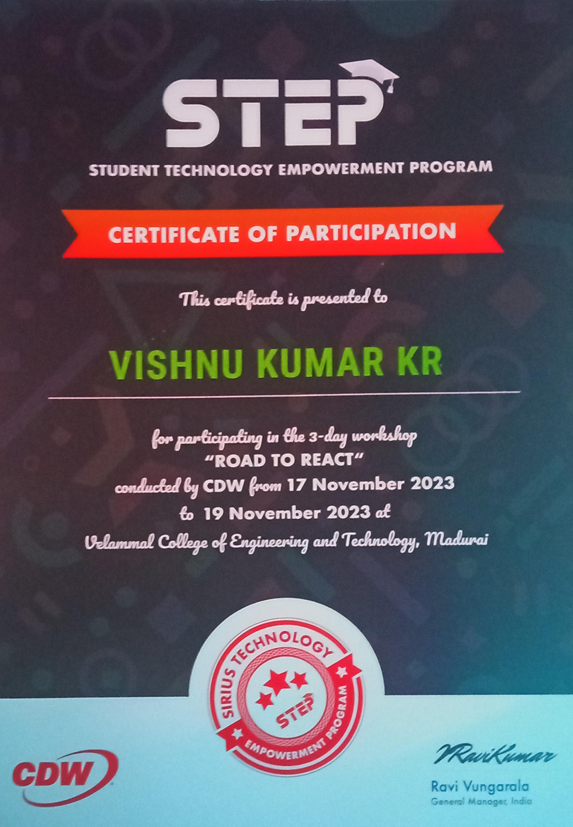 STEP
STUDENT TECHNOLOGY EMPOWERMENT PROGRAM
CERTIFICATE OF PARTICIPATION
This certificate is presented to
VISHNU KUMAR KR
for participating in the 3-day workshop
"ROAD TO REACT"
conducted by CDW from 17 November 2023
to 19 November 2023 at
Velammal College of Engineering and Technology, Madurai
SIRIUS TECHNOLOGY
STEP
EMPOWERMENT PROGRAM
CDW
VRaviKumar
Ravi Vungarala
General Manager, India